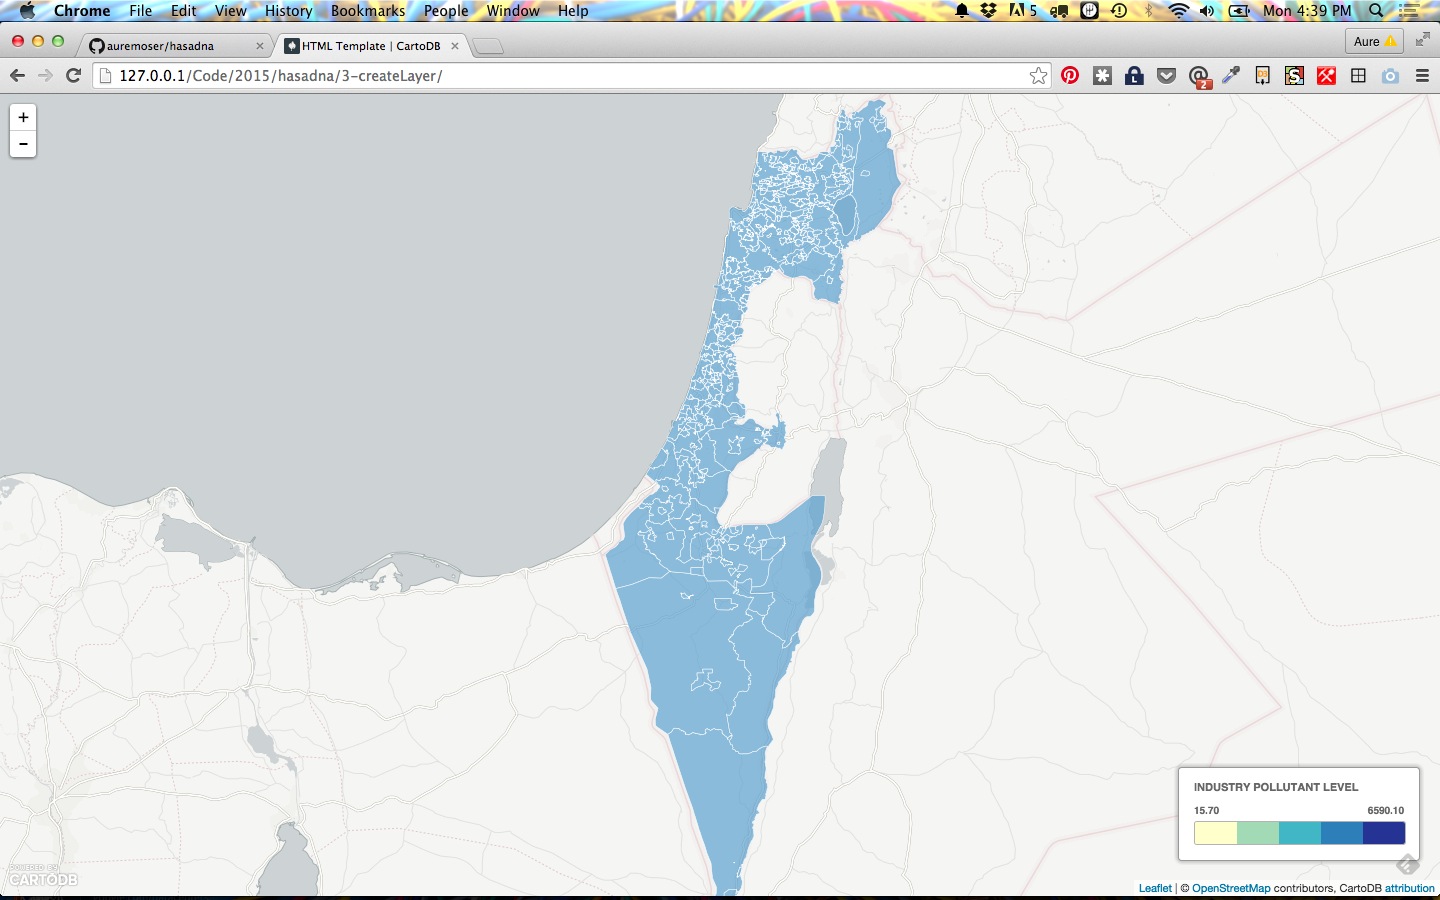 Chrome File Edit View History Bookmarks People Window Help 5 Mon 4:39 PM
auremoser/hasadna HTML Template | CartoDB Aure
127.0.0.1/Code/2015/hasadna/3-createLayer/ 2
+
−
INDUSTRY POLLUTANT LEVEL
15.70 6590.10
POWERED BY
CARTODB
Leaflet | © OpenStreetMap contributors, CartoDB attribution